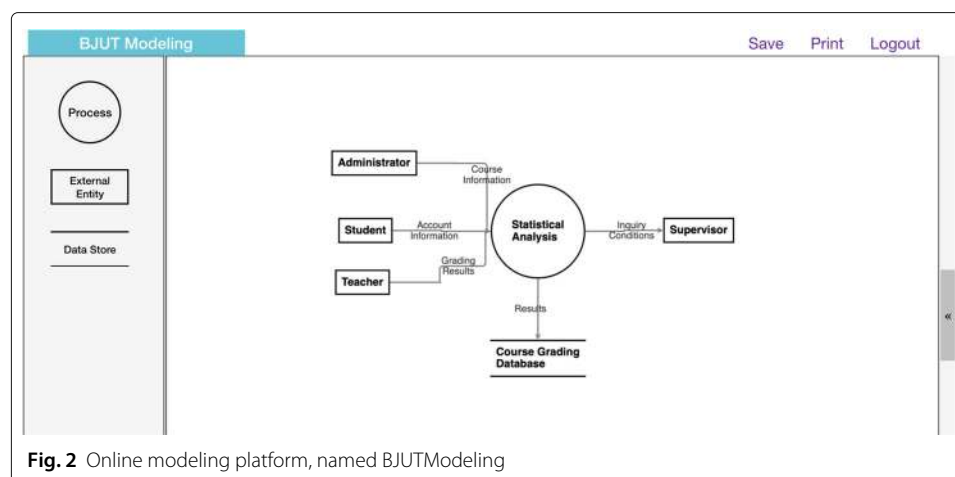 BJUT Modeling
Save Print Logout
Process
External
Entity
Data Store
Administrator
Course
Information
Student
Account
Information
Grading
Results
Teacher
Statistical
Analysis
Inquiry
Conditions
Supervisor
Results
Course Grading
Database
«
Fig. 2 Online modeling platform, named BJUTModeling